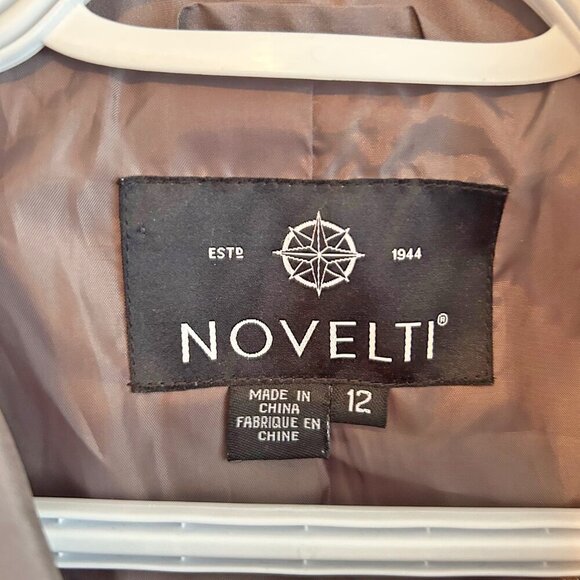 ESTD 1944
NOVELTI®
MADE IN
CHINA
FABRIQUE EN
CHINE
12